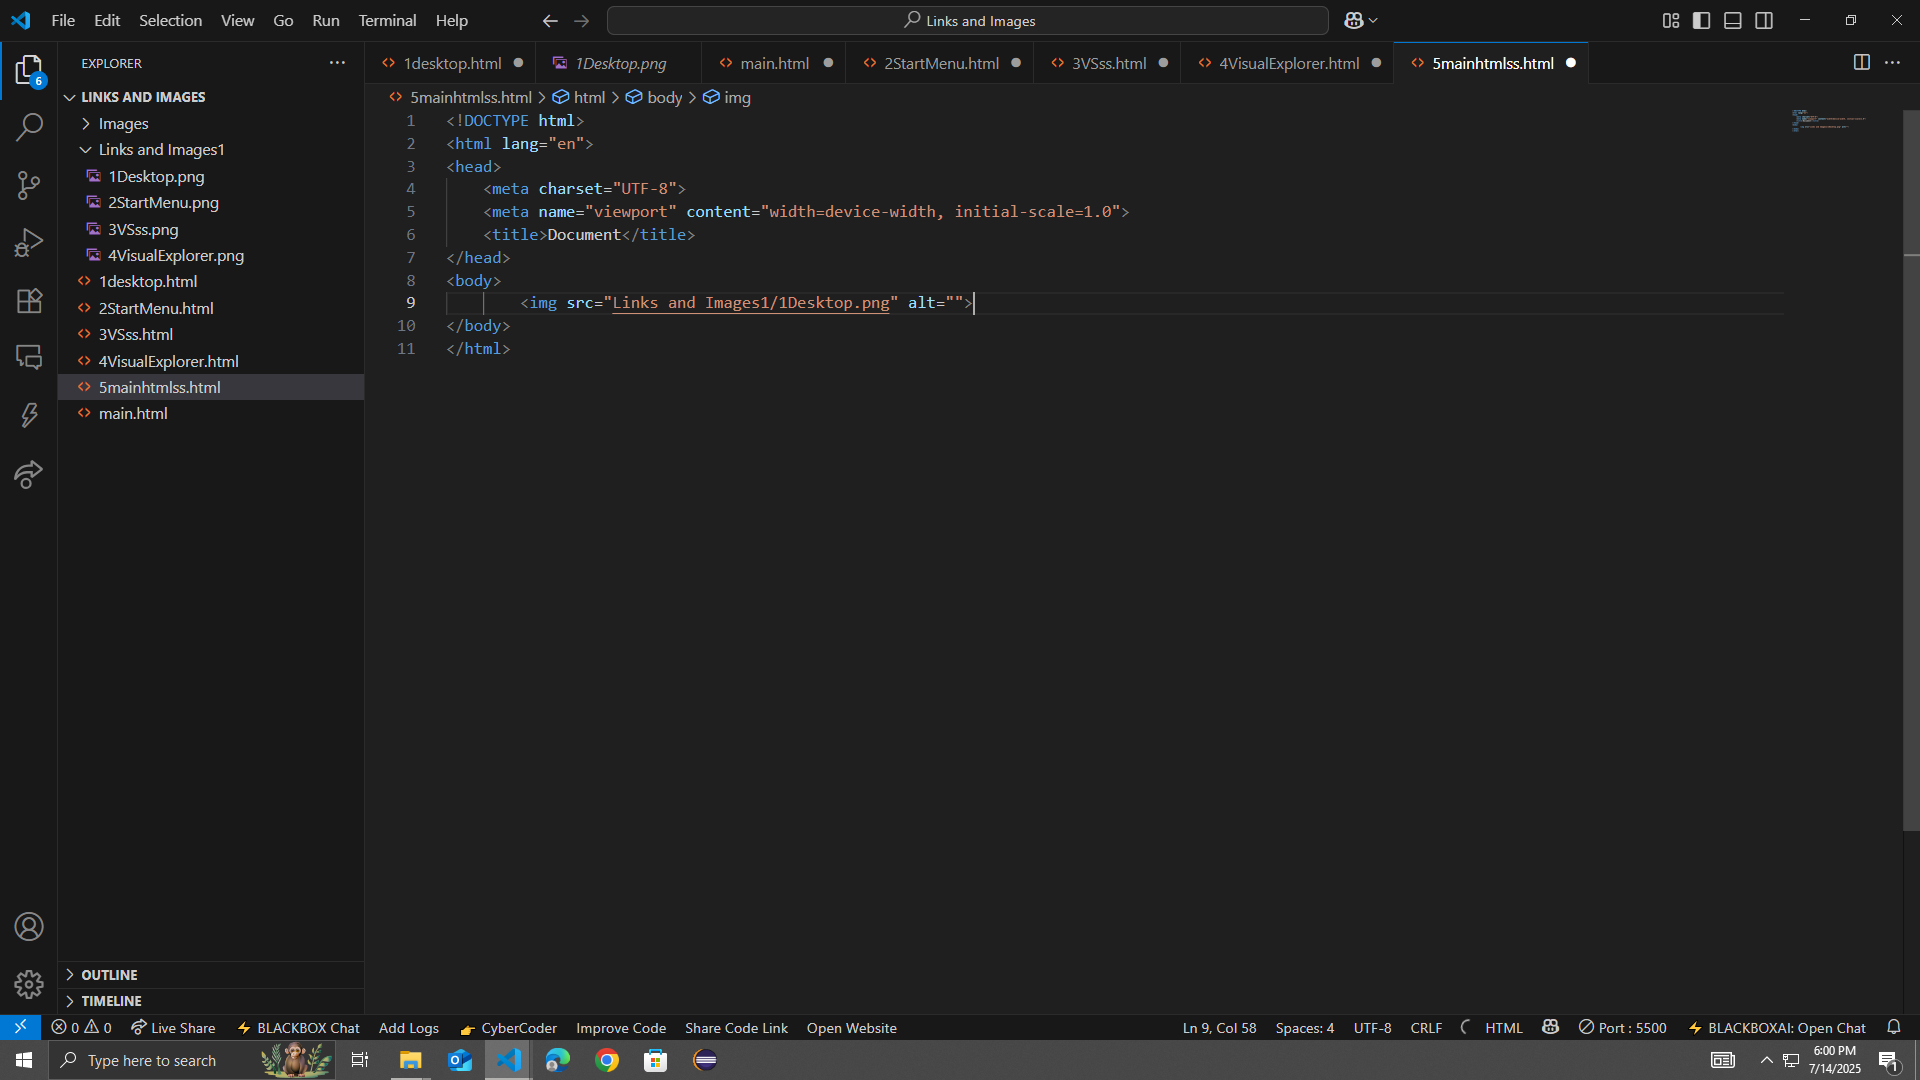 File Edit Selection View Go Run Terminal Help
Links and Images
EXPLORER
1desktop.html 1Desktop.png main.html 2StartMenu.html 3VSss.html 4VisualExplorer.html 5mainhtmlss.html
6
LINKS AND IMAGES
Images
Links and Images1
1Desktop.png
2StartMenu.png
3VSss.png
4VisualExplorer.png
1desktop.html
2StartMenu.html
3VSss.html
4VisualExplorer.html
5mainhtmlss.html
main.html
OUTLINE
TIMELINE
5mainhtmlss.html > html > body > img
1 <!DOCTYPE html>
2 <html lang="en">
3 <head>
4 <meta charset="UTF-8">
5 <meta name="viewport" content="width=device-width, initial-scale=1.0">
6 <title>Document</title>
7 </head>
8 <body>
9 <img src="Links and Images1/1Desktop.png" alt="">
10 </body>
11 </html>
0 0 Live Share BLACKBOX Chat Add Logs CyberCoder Improve Code Share Code Link Open Website Ln 9, Col 58 Spaces: 4 UTF-8 CRLF HTML Port : 5500 BLACKBOXAI: Open Chat
Type here to search
6:00 PM
7/14/2025
1